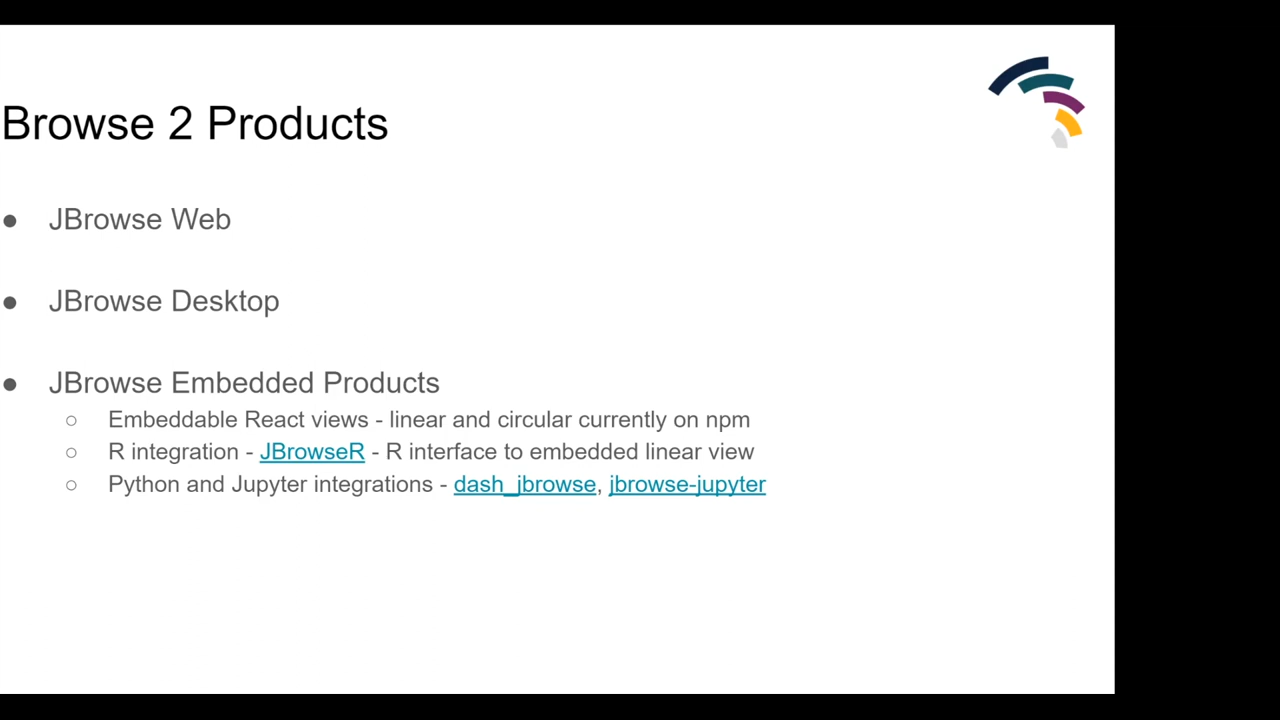 Browse 2 Products
● JBrowse Web
● JBrowse Desktop
● JBrowse Embedded Products
○ Embeddable React views - linear and circular currently on npm
○ R integration - JBrowseR - R interface to embedded linear view
○ Python and Jupyter integrations - dash_jbrowse, jbrowse-jupyter